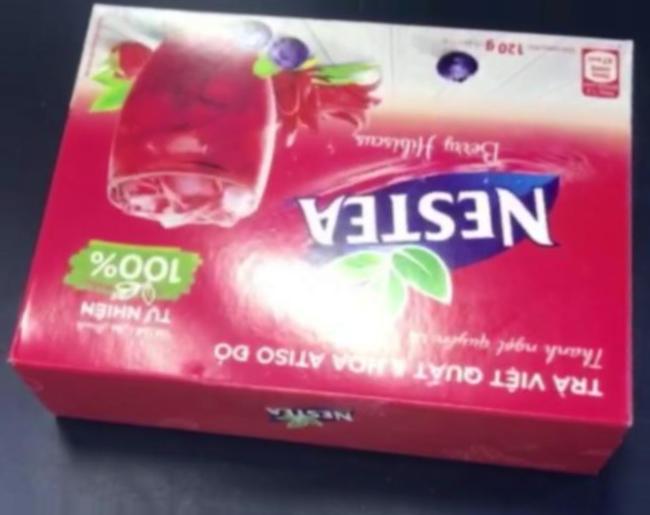 TRÀ VIỆT QUẤT & HOA ATISO ĐỎ
Thanh ngọt quyến rũ
TỰ NHIÊN
100%
NESTEA
Berry Hibiscus
120 g
NESTEA